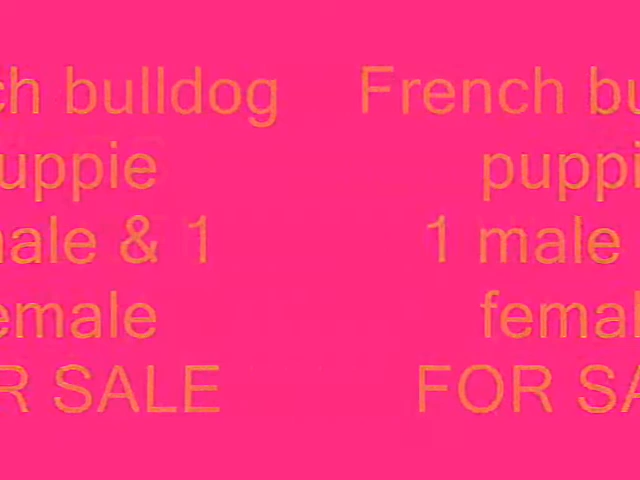 ch bulldog French bu
uppie puppi
ale & 1 1 male
emale femal
R SALE FOR SA